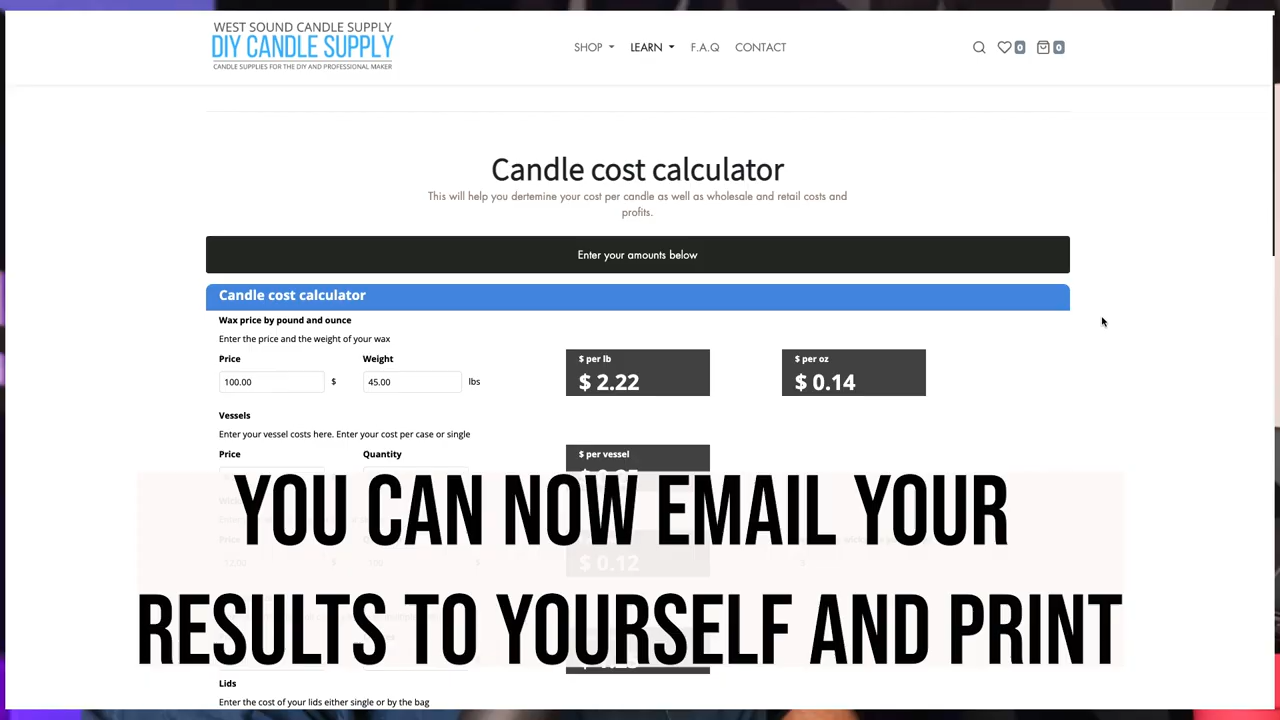 WEST SOUND CANDLE SUPPLY
DIY CANDLE SUPPLY
CANDLE SUPPLIES FOR THE DIY AND PROFESSIONAL MAKER
SHOP LEARN F.A.Q CONTACT 0 0
Candle cost calculator
This will help you dertemine your cost per candle as well as wholesale and retail costs and
profits.
Enter your amounts below
Candle cost calculator
Wax price by pound and ounce
Enter the price and the weight of your wax
Price Weight $ per lb $ per oz
100.00 $ 45.00 lbs $ 2.22 $ 0.14
Vessels
Enter your vessel costs here. Enter your cost per case or single
Price Quantity $ per vessel
YOU CAN NOW EMAIL YOUR
$ 0.12
RESULTS TO YOURSELF AND PRINT
Lids
Enter the cost of your lids either single or by the bag